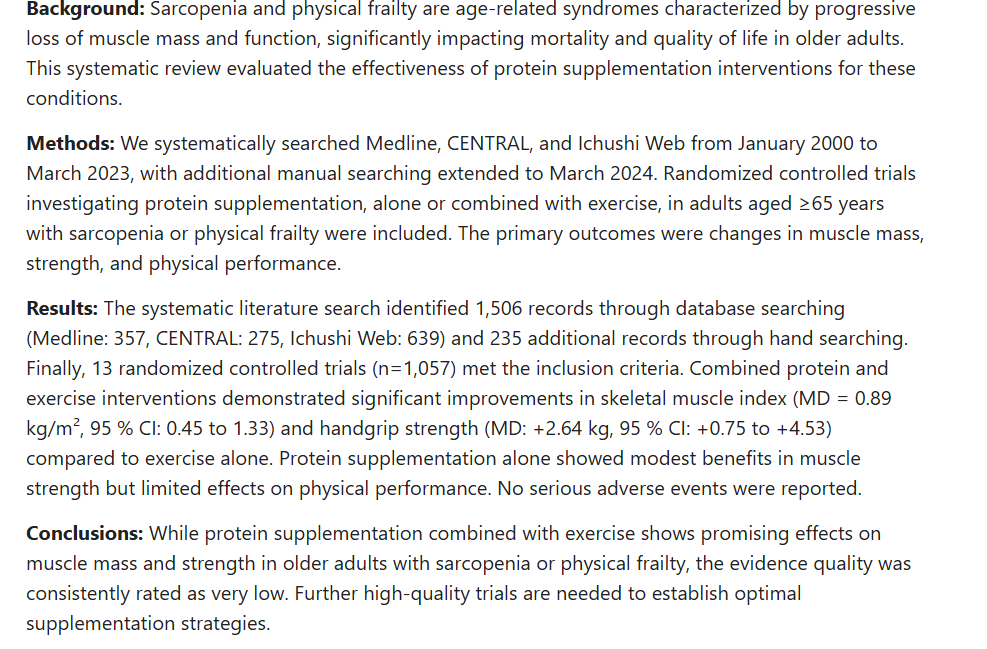 Background: Sarcopenia and physical frailty are age-related syndromes characterized by progressive
loss of muscle mass and function, significantly impacting mortality and quality of life in older adults.
This systematic review evaluated the effectiveness of protein supplementation interventions for these
conditions.
Methods: We systematically searched Medline, CENTRAL, and Ichushi Web from January 2000 to
March 2023, with additional manual searching extended to March 2024. Randomized controlled trials
investigating protein supplementation, alone or combined with exercise, in adults aged ≥65 years
with sarcopenia or physical frailty were included. The primary outcomes were changes in muscle mass,
strength, and physical performance.
Results: The systematic literature search identified 1,506 records through database searching
(Medline: 357, CENTRAL: 275, Ichushi Web: 639) and 235 additional records through hand searching.
Finally, 13 randomized controlled trials (n=1,057) met the inclusion criteria. Combined protein and
exercise interventions demonstrated significant improvements in skeletal muscle index (MD = 0.89
kg/m², 95 % CI: 0.45 to 1.33) and handgrip strength (MD: +2.64 kg, 95 % CI: +0.75 to +4.53)
compared to exercise alone. Protein supplementation alone showed modest benefits in muscle
strength but limited effects on physical performance. No serious adverse events were reported.
Conclusions: While protein supplementation combined with exercise shows promising effects on
muscle mass and strength in older adults with sarcopenia or physical frailty, the evidence quality was
consistently rated as very low. Further high-quality trials are needed to establish optimal
supplementation strategies.